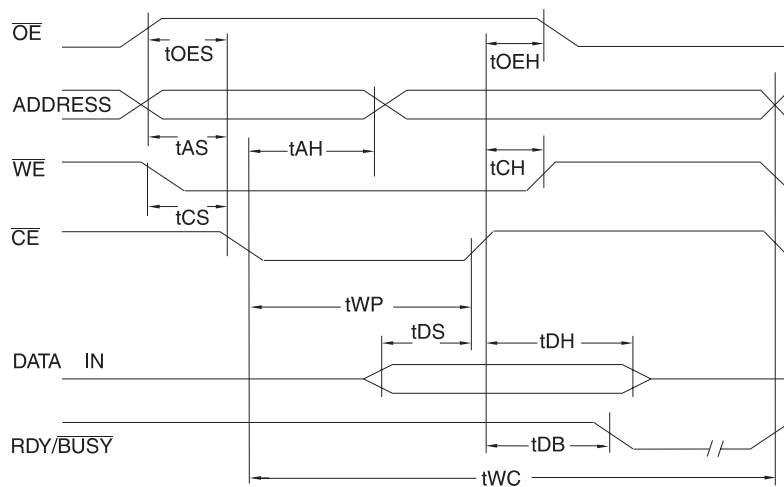 OE
tOES
tOEH
ADDRESS
tAS
tAH
tCH
WE
tCS
CE
tWP
tDS
tDH
DATA IN
RDY/BUSY
tDB
tWC